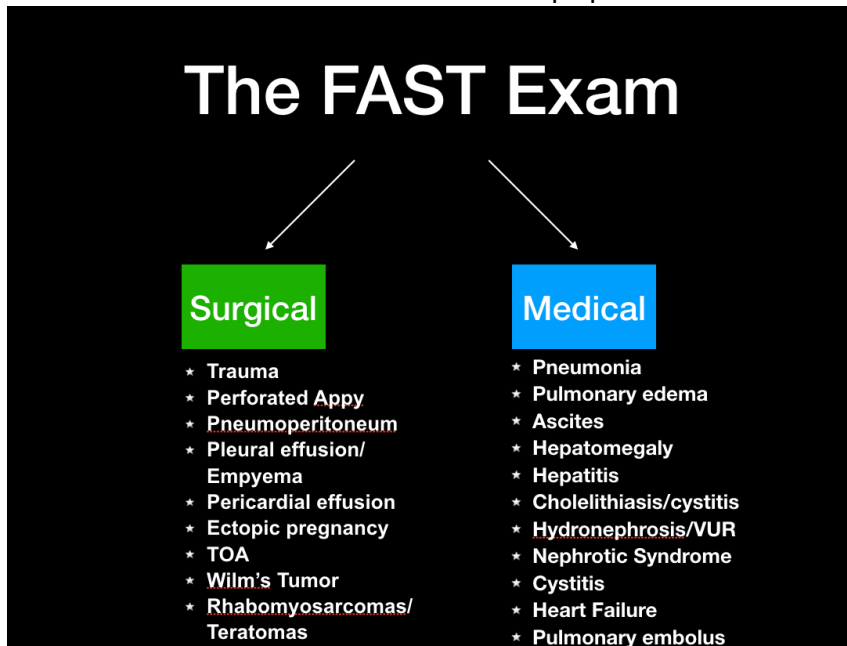 The FAST Exam
Surgical
Trauma
Perforated Appy
Pneumoperitoneum
Pleural effusion/
Empyema
Pericardial effusion
Ectopic pregnancy
TOA
Wilm's Tumor
Rhabomyosarcomas/
Teratomas
Medical
Pneumonia
Pulmonary edema
Ascites
Hepatomegaly
Hepatitis
Cholelithiasis/cystitis
Hydronephrosis/VUR
Nephrotic Syndrome
Cystitis
Heart Failure
Pulmonary embolus